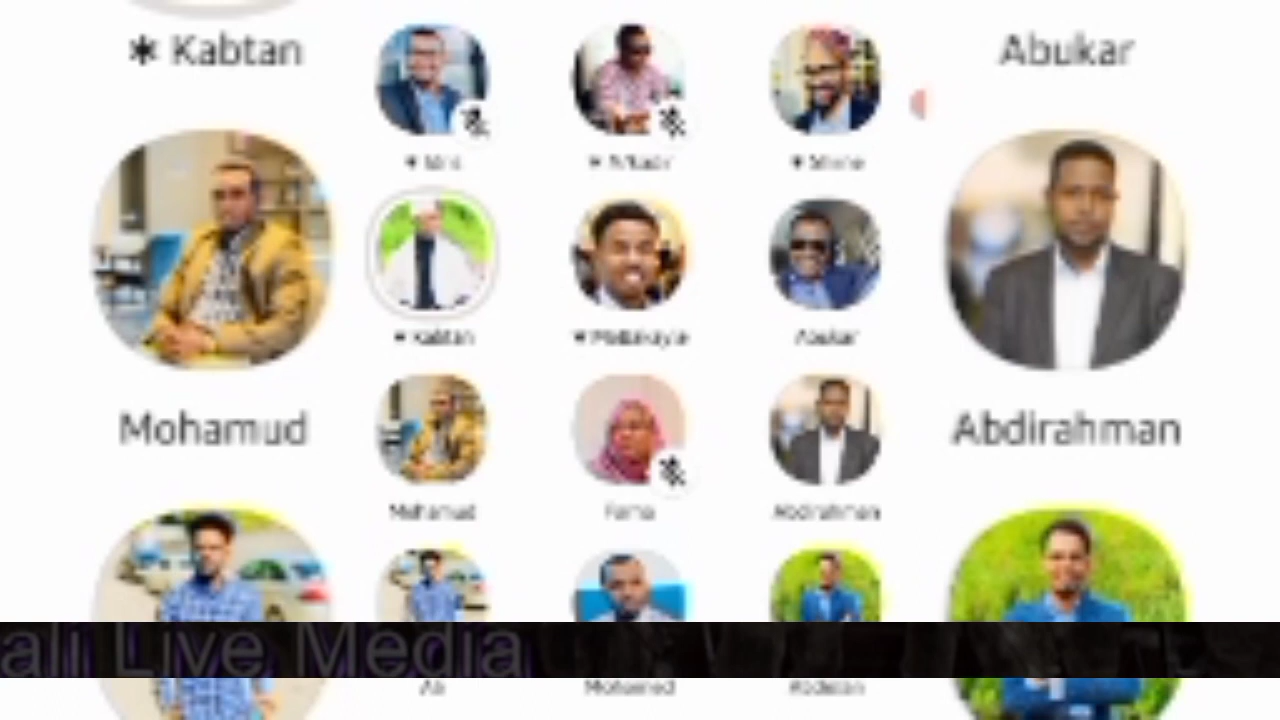 ✱ Kabtan
Abukar
Kabtan
Abukar
Mohamud
Abdirahman
Mohamud
Fama
Abdirahman
ali Live Media
Ali
Mohamed